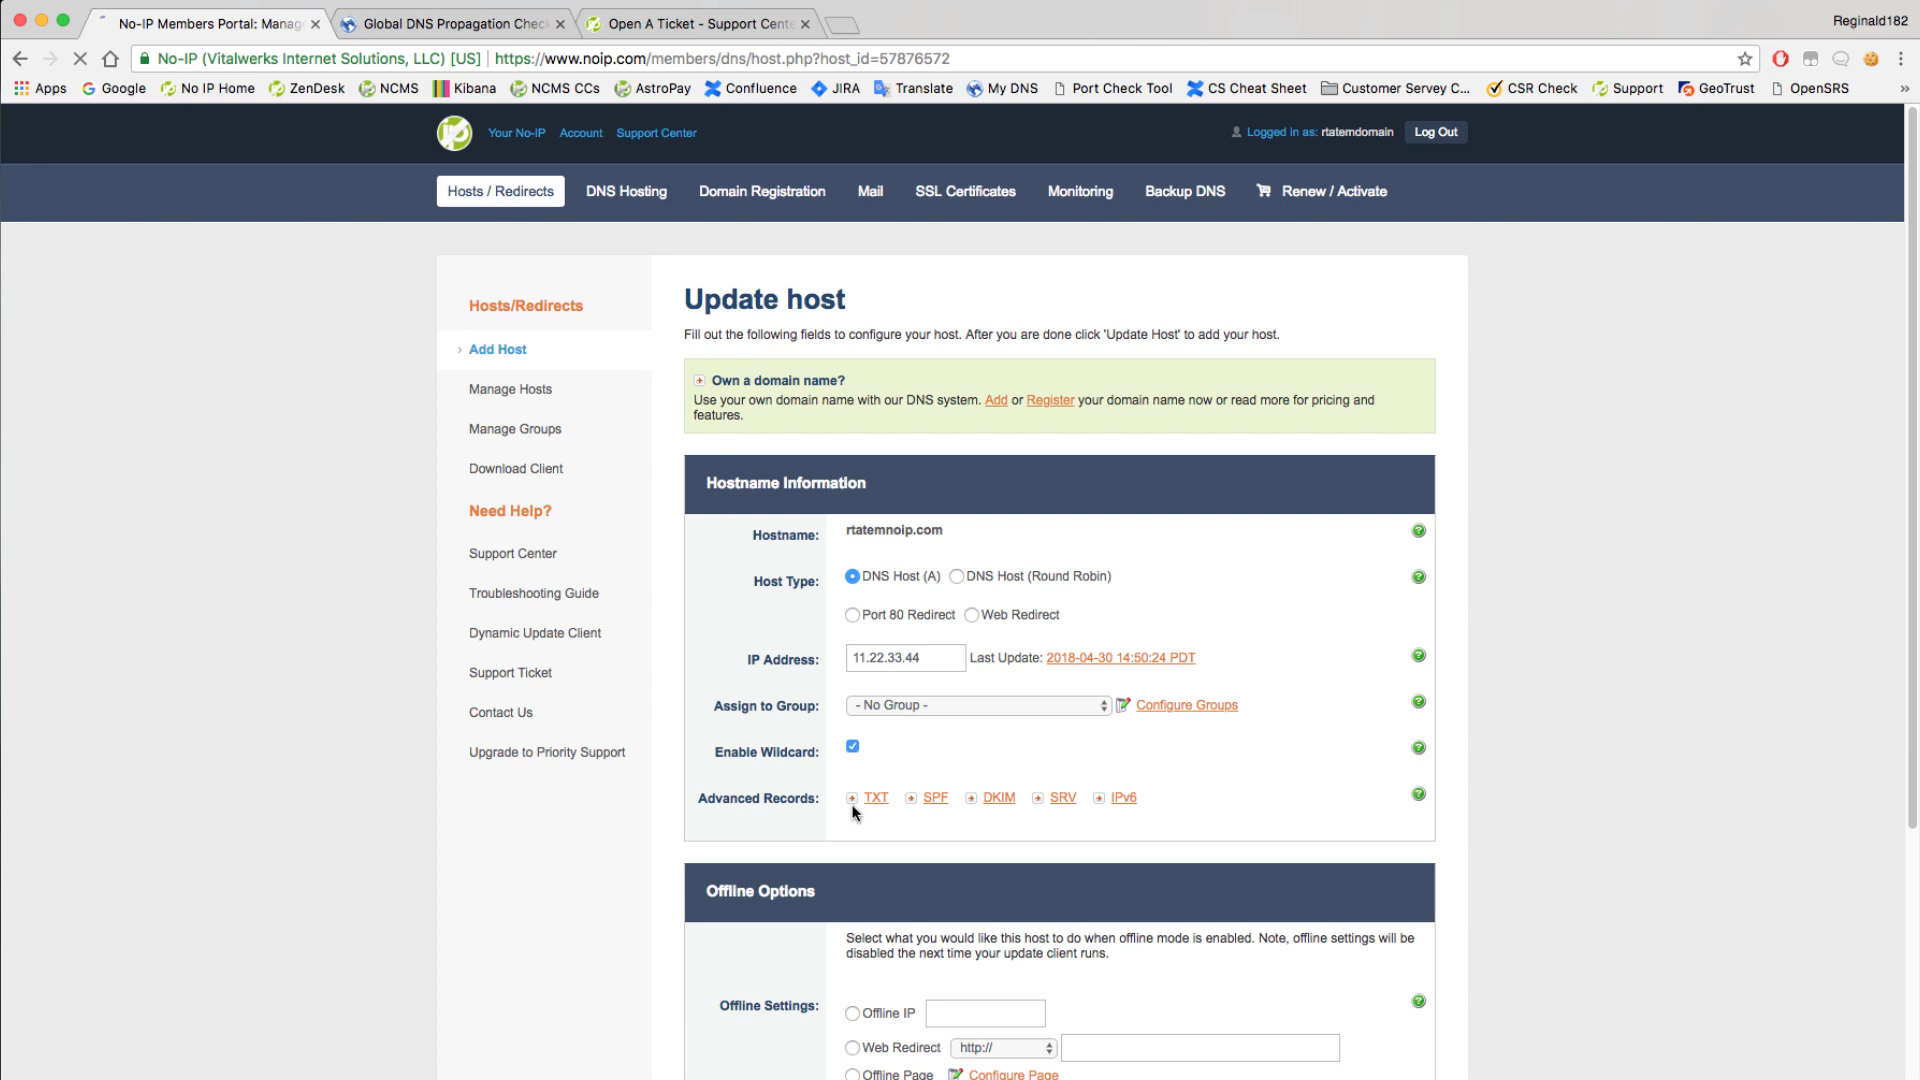 No-IP Members Portal: Manag
Global DNS Propagation Chec
Open A Ticket - Support Cent
Reginald182
No-IP (Vitalwerks Internet Solutions, LLC) [US]
https://www.noip.com/members/dns/host.php?host_id=57876572
Apps
Google
No IP Home
ZenDesk
NCMS
Kibana
NCMS CCs
AstroPay
Confluence
JIRA
Translate
My DNS
Port Check Tool
CS Cheat Sheet
Customer Servey C...
CSR Check
Support
GeoTrust
OpenSRS
»
Your No-IP
Account
Support Center
Logged in as: rtatemdomain
Log Out
Hosts / Redirects
DNS Hosting
Domain Registration
Mail
SSL Certificates
Monitoring
Backup DNS
Renew / Activate
Hosts/Redirects
› Add Host
Manage Hosts
Manage Groups
Download Client
Need Help?
Support Center
Troubleshooting Guide
Dynamic Update Client
Support Ticket
Contact Us
Upgrade to Priority Support
Update host
Fill out the following fields to configure your host. After you are done click 'Update Host' to add your host.
Own a domain name?
Use your own domain name with our DNS system. Add or Register your domain name now or read more for pricing and
features.
Hostname Information
Hostname: rtatemnoip.com
Host Type: DNS Host (A) DNS Host (Round Robin)
Port 80 Redirect Web Redirect
IP Address: 11.22.33.44 Last Update: 2018-04-30 14:50:24 PDT
Assign to Group: - No Group - Configure Groups
Enable Wildcard:
Advanced Records: TXT SPF DKIM SRV IPv6
Offline Options
Select what you would like this host to do when offline mode is enabled. Note, offline settings will be
disabled the next time your update client runs.
Offline Settings:
Offline IP
Web Redirect http://
Offline Page Configure Page